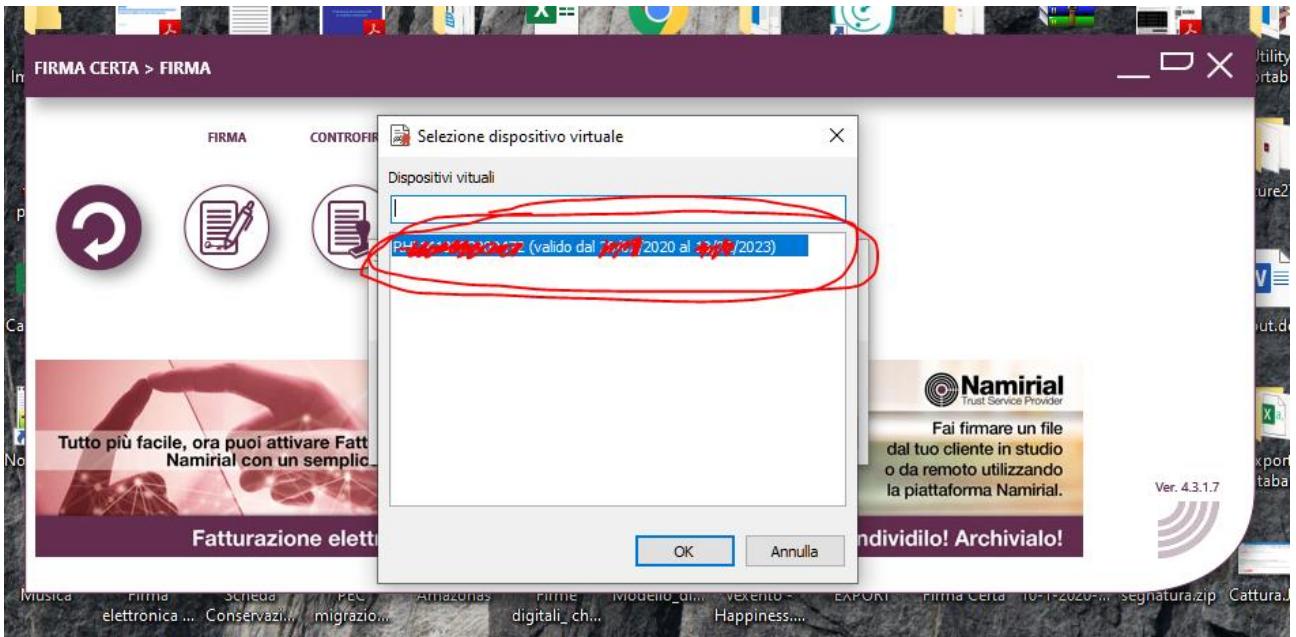 FIRMA CERTA > FIRMA
FIRMA
CONTROFIR
Selezione dispositivo virtuale
Dispositivi vituali
(valido dal /2020 al /2023)
OK
Annulla
Tutto più facile, ora puoi attivare Fatt
Namirial con un semplic
Fatturazione elett
Namirial
Trust Service Provider
Fai firmare un file
dal tuo cliente in studio
o da remoto utilizzando
la piattaforma Namirial.
ndividilo! Archivialo!
Ver. 4.3.1.7
Musica
Firma
elettronica ...
Scheda
Conservazi...
PEC
migrazio...
Amazonas
Firme
digitali_ch...
Modello_di...
Vexento -
Happiness....
EXPORT
Firma Certa
10-1-2020-...
segnatura.zip
Cattura.J